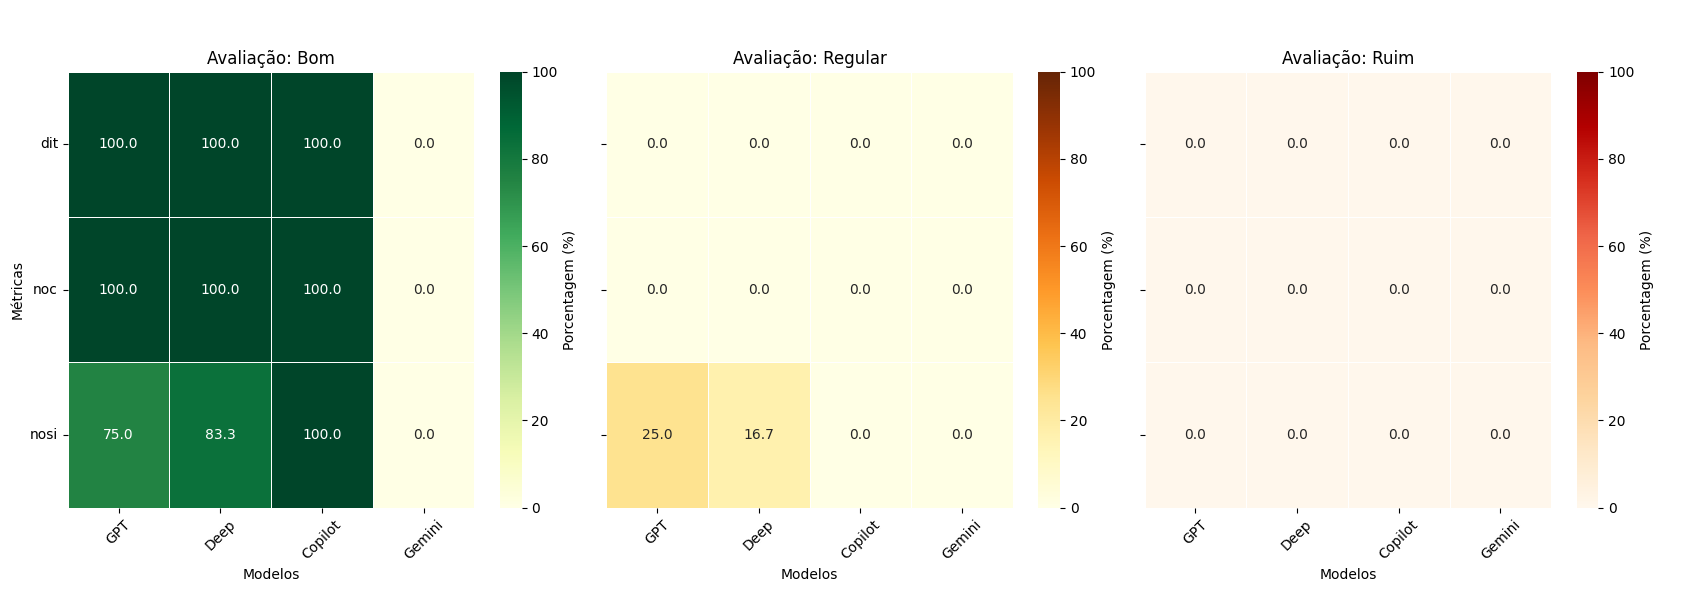 Avaliação: Bom
Métricas
dit 100.0 100.0 100.0 0.0
noc 100.0 100.0 100.0 0.0
nosi 75.0 83.3 100.0 0.0
GPT Deep Copilot Gemini
Modelos
100
80
60
40
20
0
Porcentagem (%)
Avaliação: Regular
0.0 0.0 0.0 0.0
0.0 0.0 0.0 0.0
25.0 16.7 0.0 0.0
GPT Deep Copilot Gemini
Modelos
100
80
60
40
20
0
Porcentagem (%)
Avaliação: Ruim
0.0 0.0 0.0 0.0
0.0 0.0 0.0 0.0
0.0 0.0 0.0 0.0
GPT Deep Copilot Gemini
Modelos
100
80
60
40
20
0
Porcentagem (%)